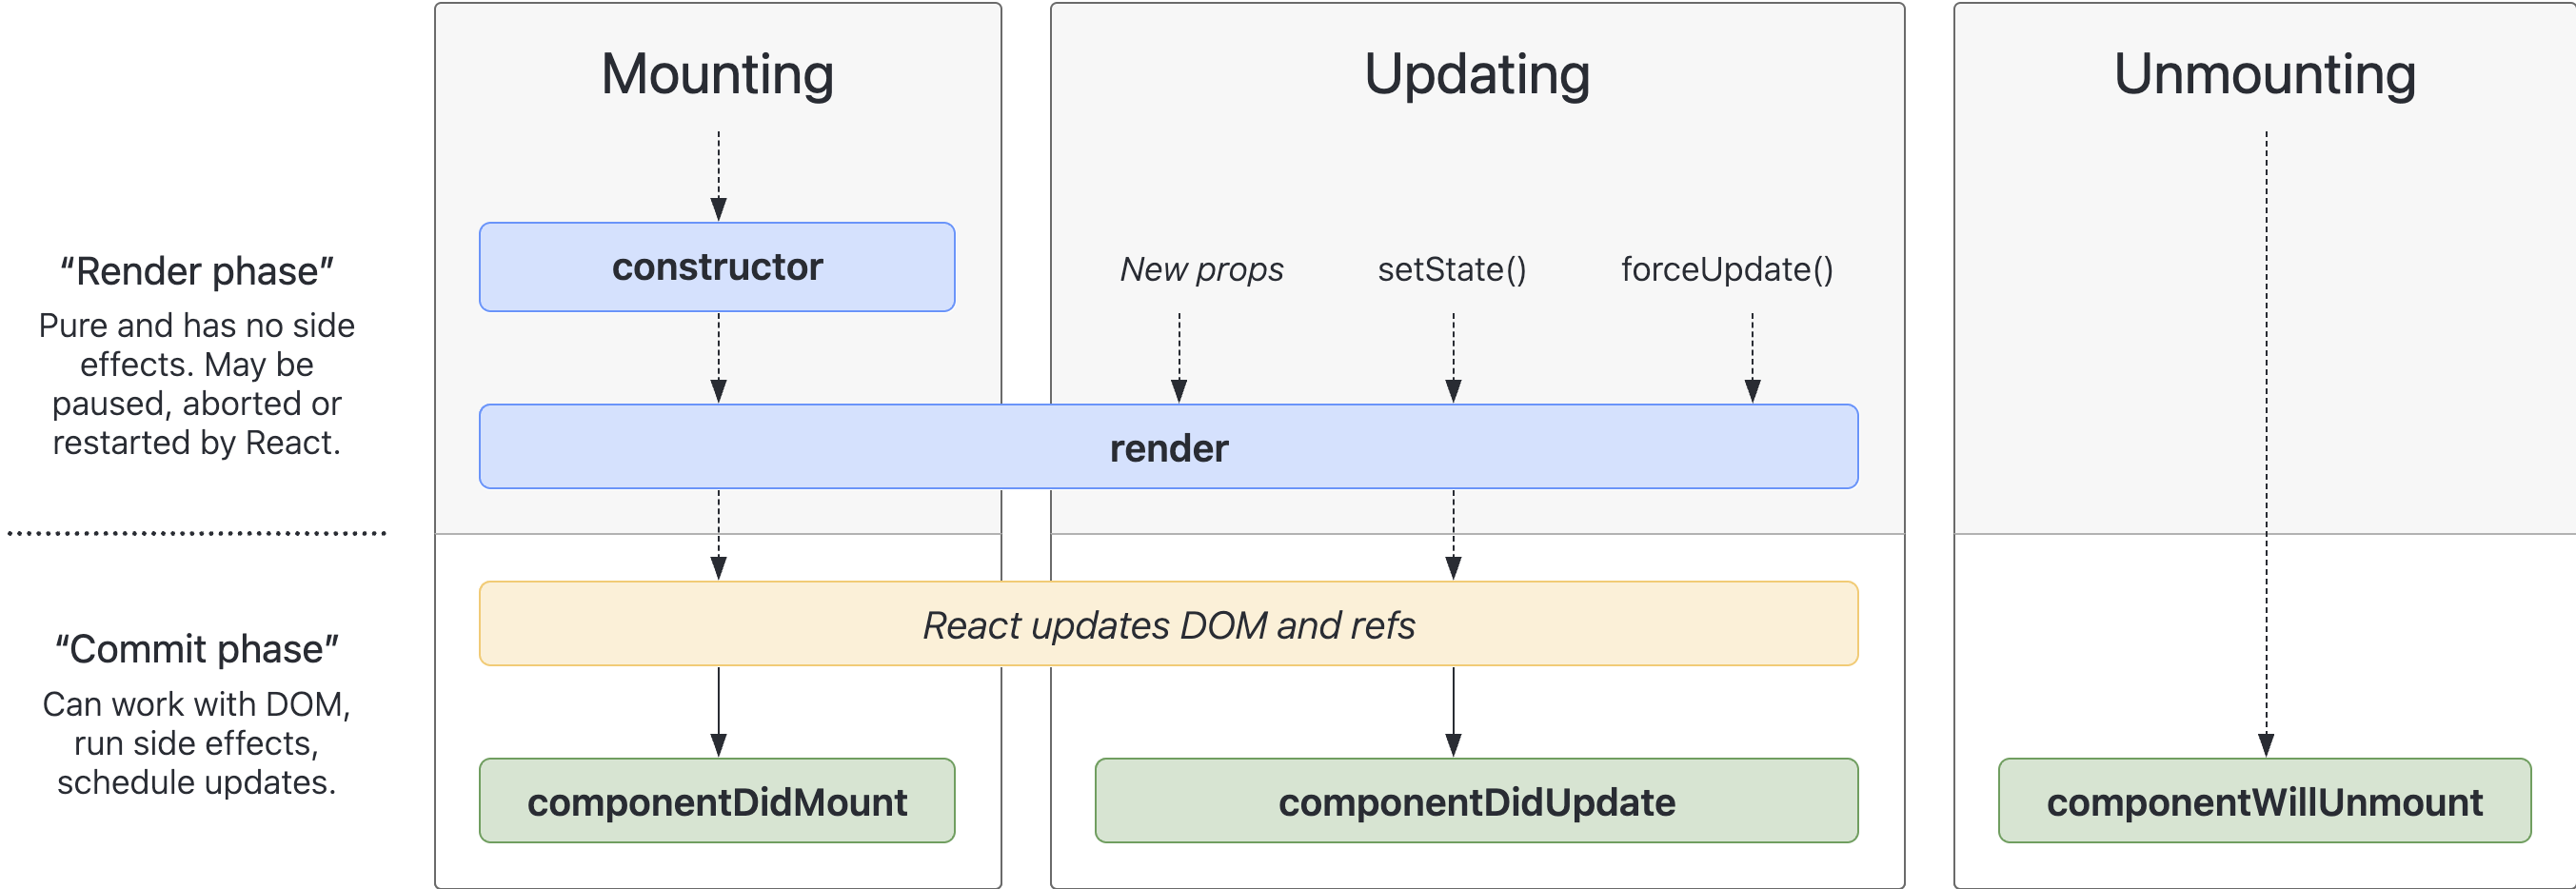 Mounting
Updating
Unmounting
“Render phase”
Pure and has no side
effects. May be
paused, aborted or
restarted by React.
constructor
New props
setState()
forceUpdate()
render
“Commit phase”
Can work with DOM,
run side effects,
schedule updates.
React updates DOM and refs
componentDidMount
componentDidUpdate
componentWillUnmount